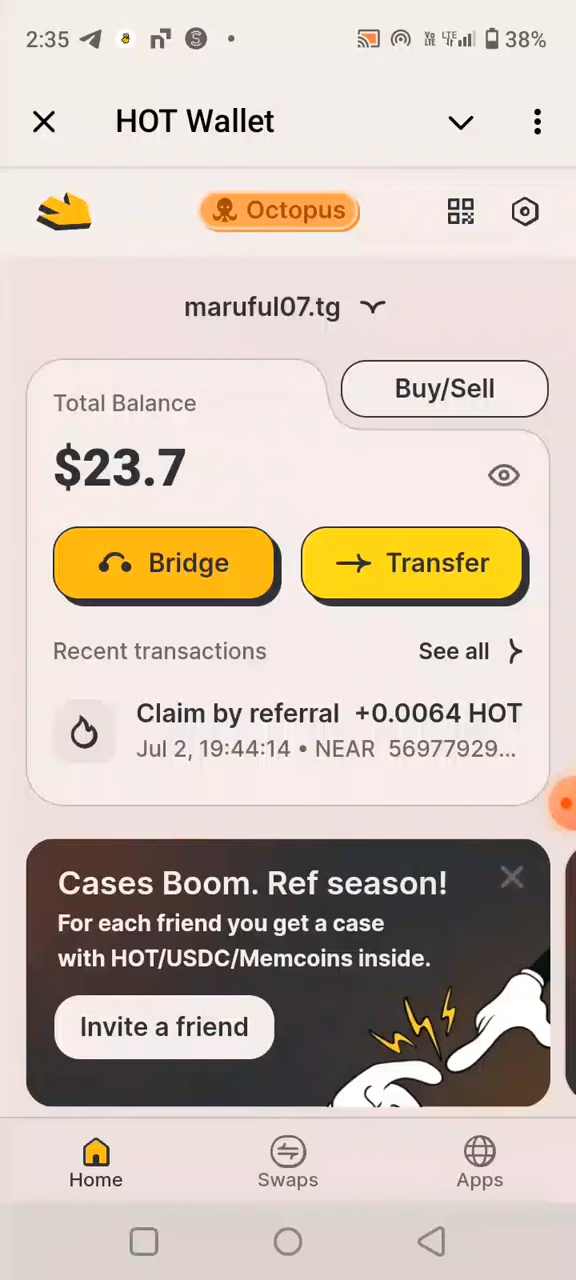 2:35 38%
HOT Wallet
Octopus
maruful07.tg
Buy/Sell
Total Balance
$23.7
Bridge Transfer
Recent transactions See all
Claim by referral +0.0064 HOT
Jul 2, 19:44:14 • NEAR 56977929...
Cases Boom. Ref season!
For each friend you get a case
with HOT/USDC/Memcoins inside.
Invite a friend
Home Swaps Apps